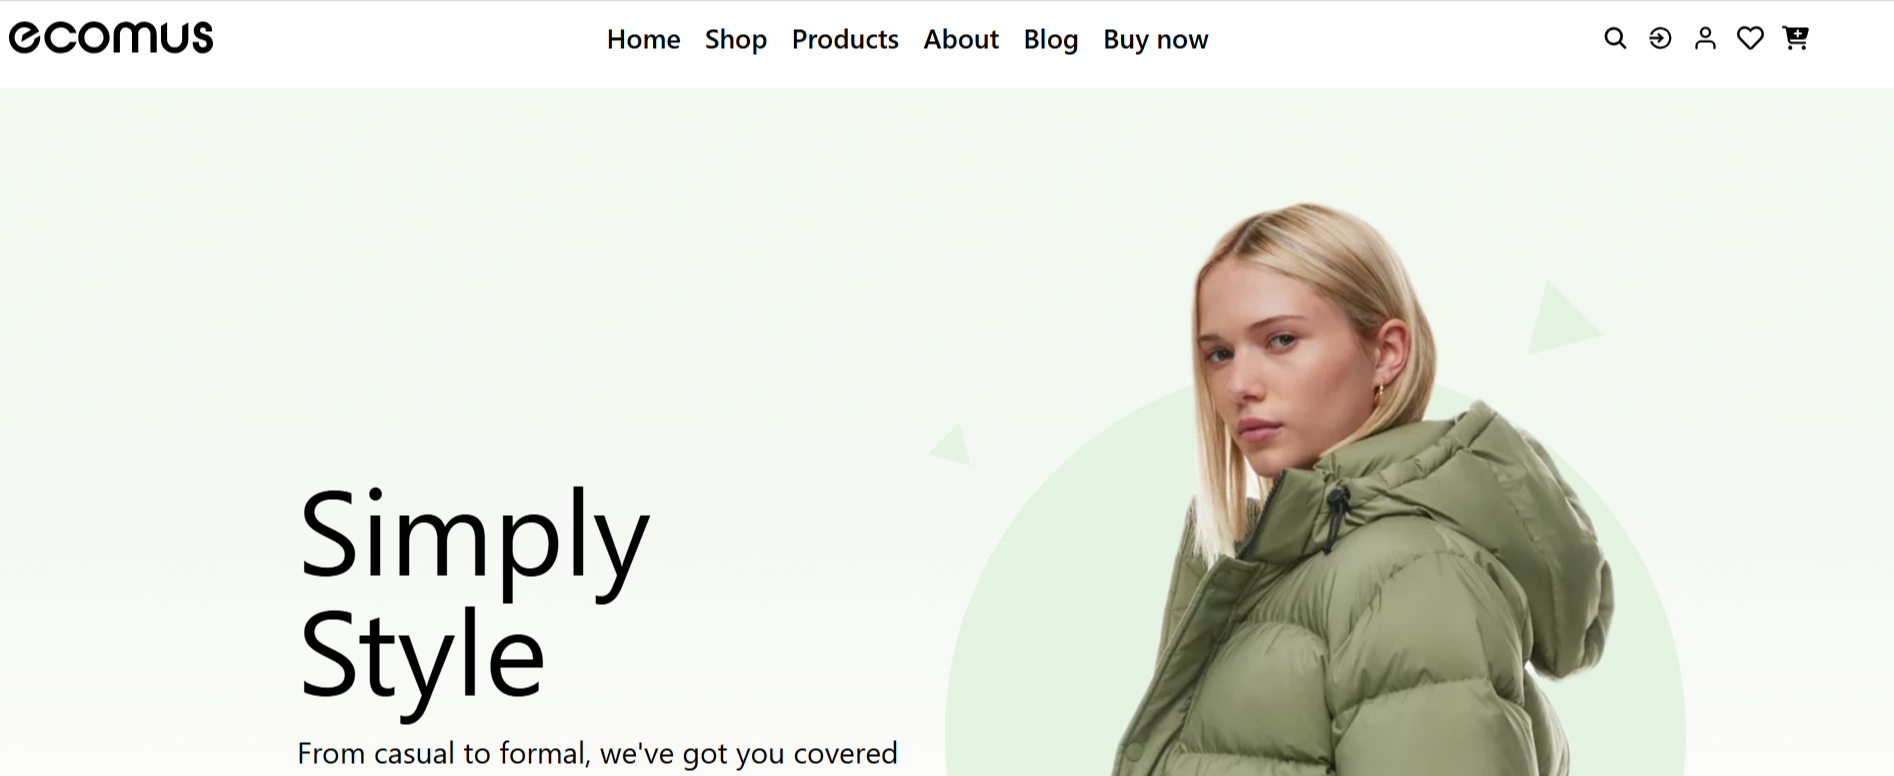 ecomus
Home Shop Products About Blog Buy now
Simply
Style
From casual to formal, we've got you covered